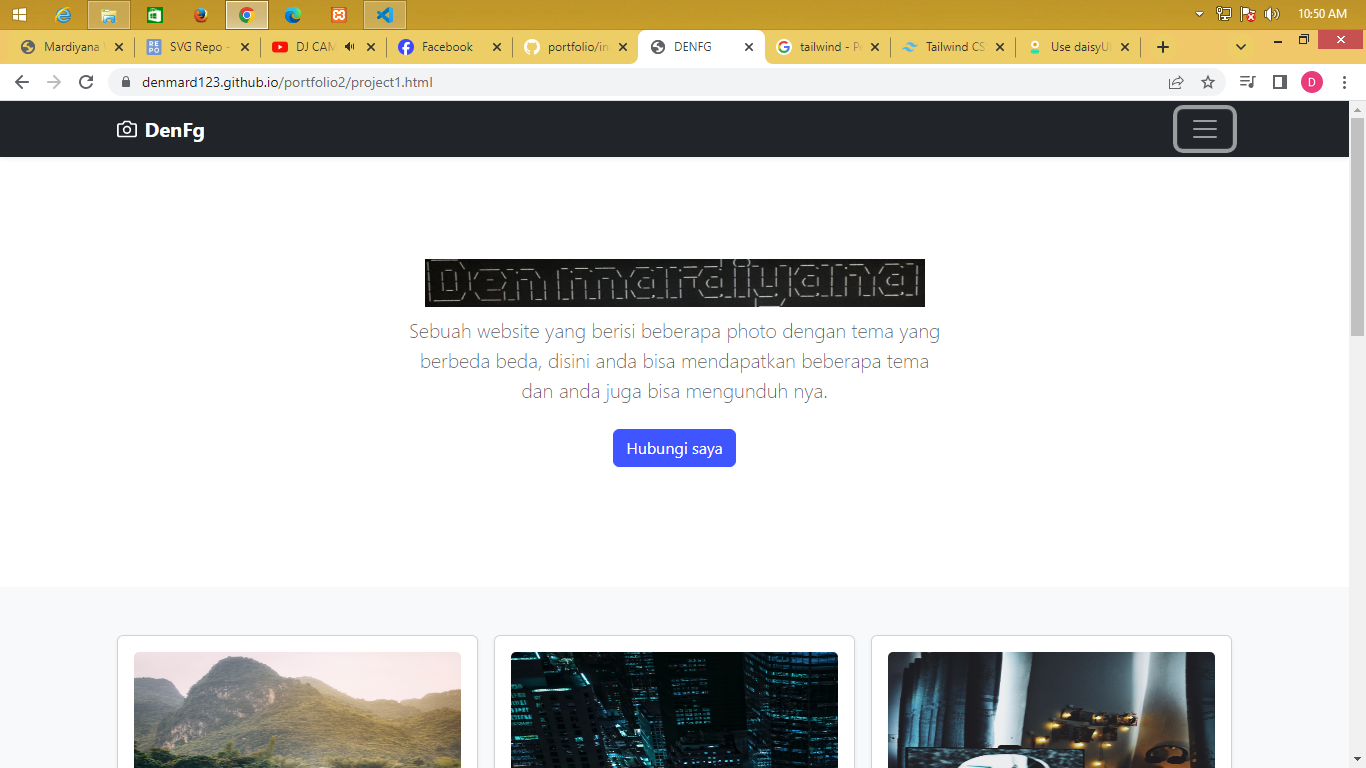 10:50 AM
Mardiyana
SVG Repo -
DJ CAM
Facebook
portfolio/in
DENFG
tailwind - P
Tailwind CS
Use daisyU
denmard123.github.io/portfolio2/project1.html
D
DenFg
Den mardiyana
Sebuah website yang berisi beberapa photo dengan tema yang
berbeda beda, disini anda bisa mendapatkan beberapa tema
dan anda juga bisa mengunduh nya.
Hubungi saya